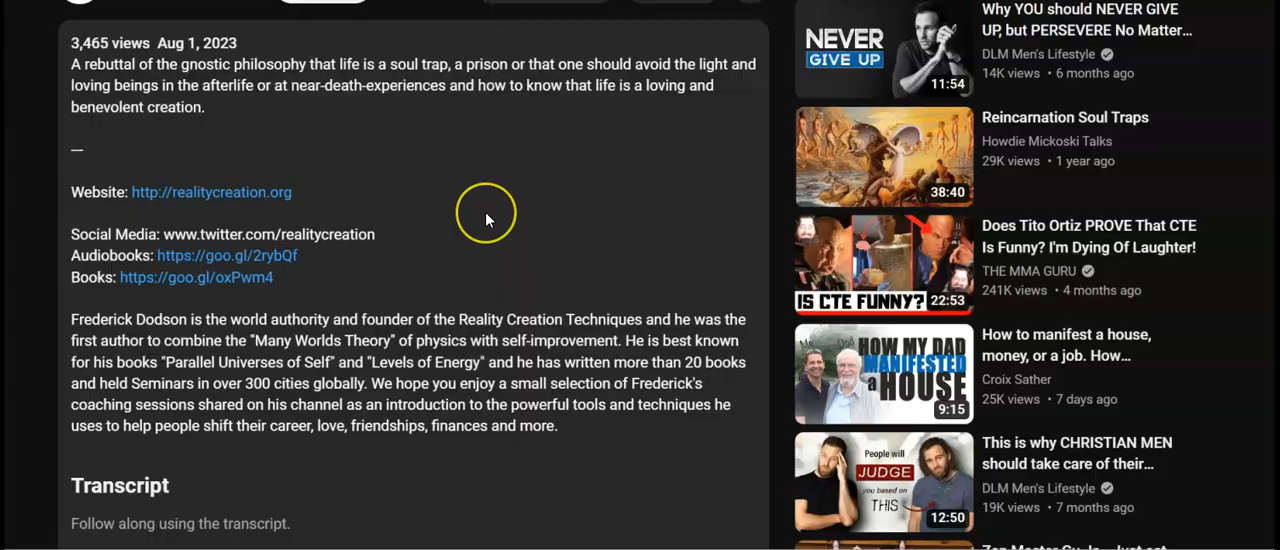 3,465 views Aug 1, 2023
A rebuttal of the gnostic philosophy that life is a soul trap, a prison or that one should avoid the light and
loving beings in the afterlife or at near-death-experiences and how to know that life is a loving and
benevolent creation.
—
Website: http://realitycreation.org
Social Media: www.twitter.com/realitycreation
Audiobooks: https://goo.gl/2rybQf
Books: https://goo.gl/oxPwm4
Frederick Dodson is the world authority and founder of the Reality Creation Techniques and he was the
first author to combine the "Many Worlds Theory" of physics with self-improvement. He is best known
for his books "Parallel Universes of Self" and "Levels of Energy" and he has written more than 20 books
and held Seminars in over 300 cities globally. We hope you enjoy a small selection of Frederick's
coaching sessions shared on his channel as an introduction to the powerful tools and techniques he
uses to help people shift their career, love, friendships, finances and more.
Transcript
Follow along using the transcript.
NEVER
GIVE UP
11:54
Why YOU should NEVER GIVE
UP, but PERSEVERE No Matter...
DLM Men's Lifestyle
14K views • 6 months ago
38:40
Reincarnation Soul Traps
Howdie Mickoski Talks
29K views • 1 year ago
IS CTE FUNNY?
22:53
Does Tito Ortiz PROVE That CTE
Is Funny? I'm Dying Of Laughter!
THE MMA GURU
241K views • 4 months ago
Me
Dad
HOW MY DAD
MANIFESTED
a HOUSE
9:15
How to manifest a house,
money, or a job. How...
Croix Sather
25K views • 7 days ago
People will
JUDGE
you based on
THIS
12:50
This is why CHRISTIAN MEN
should take care of their...
DLM Men's Lifestyle
19K views • 7 months ago